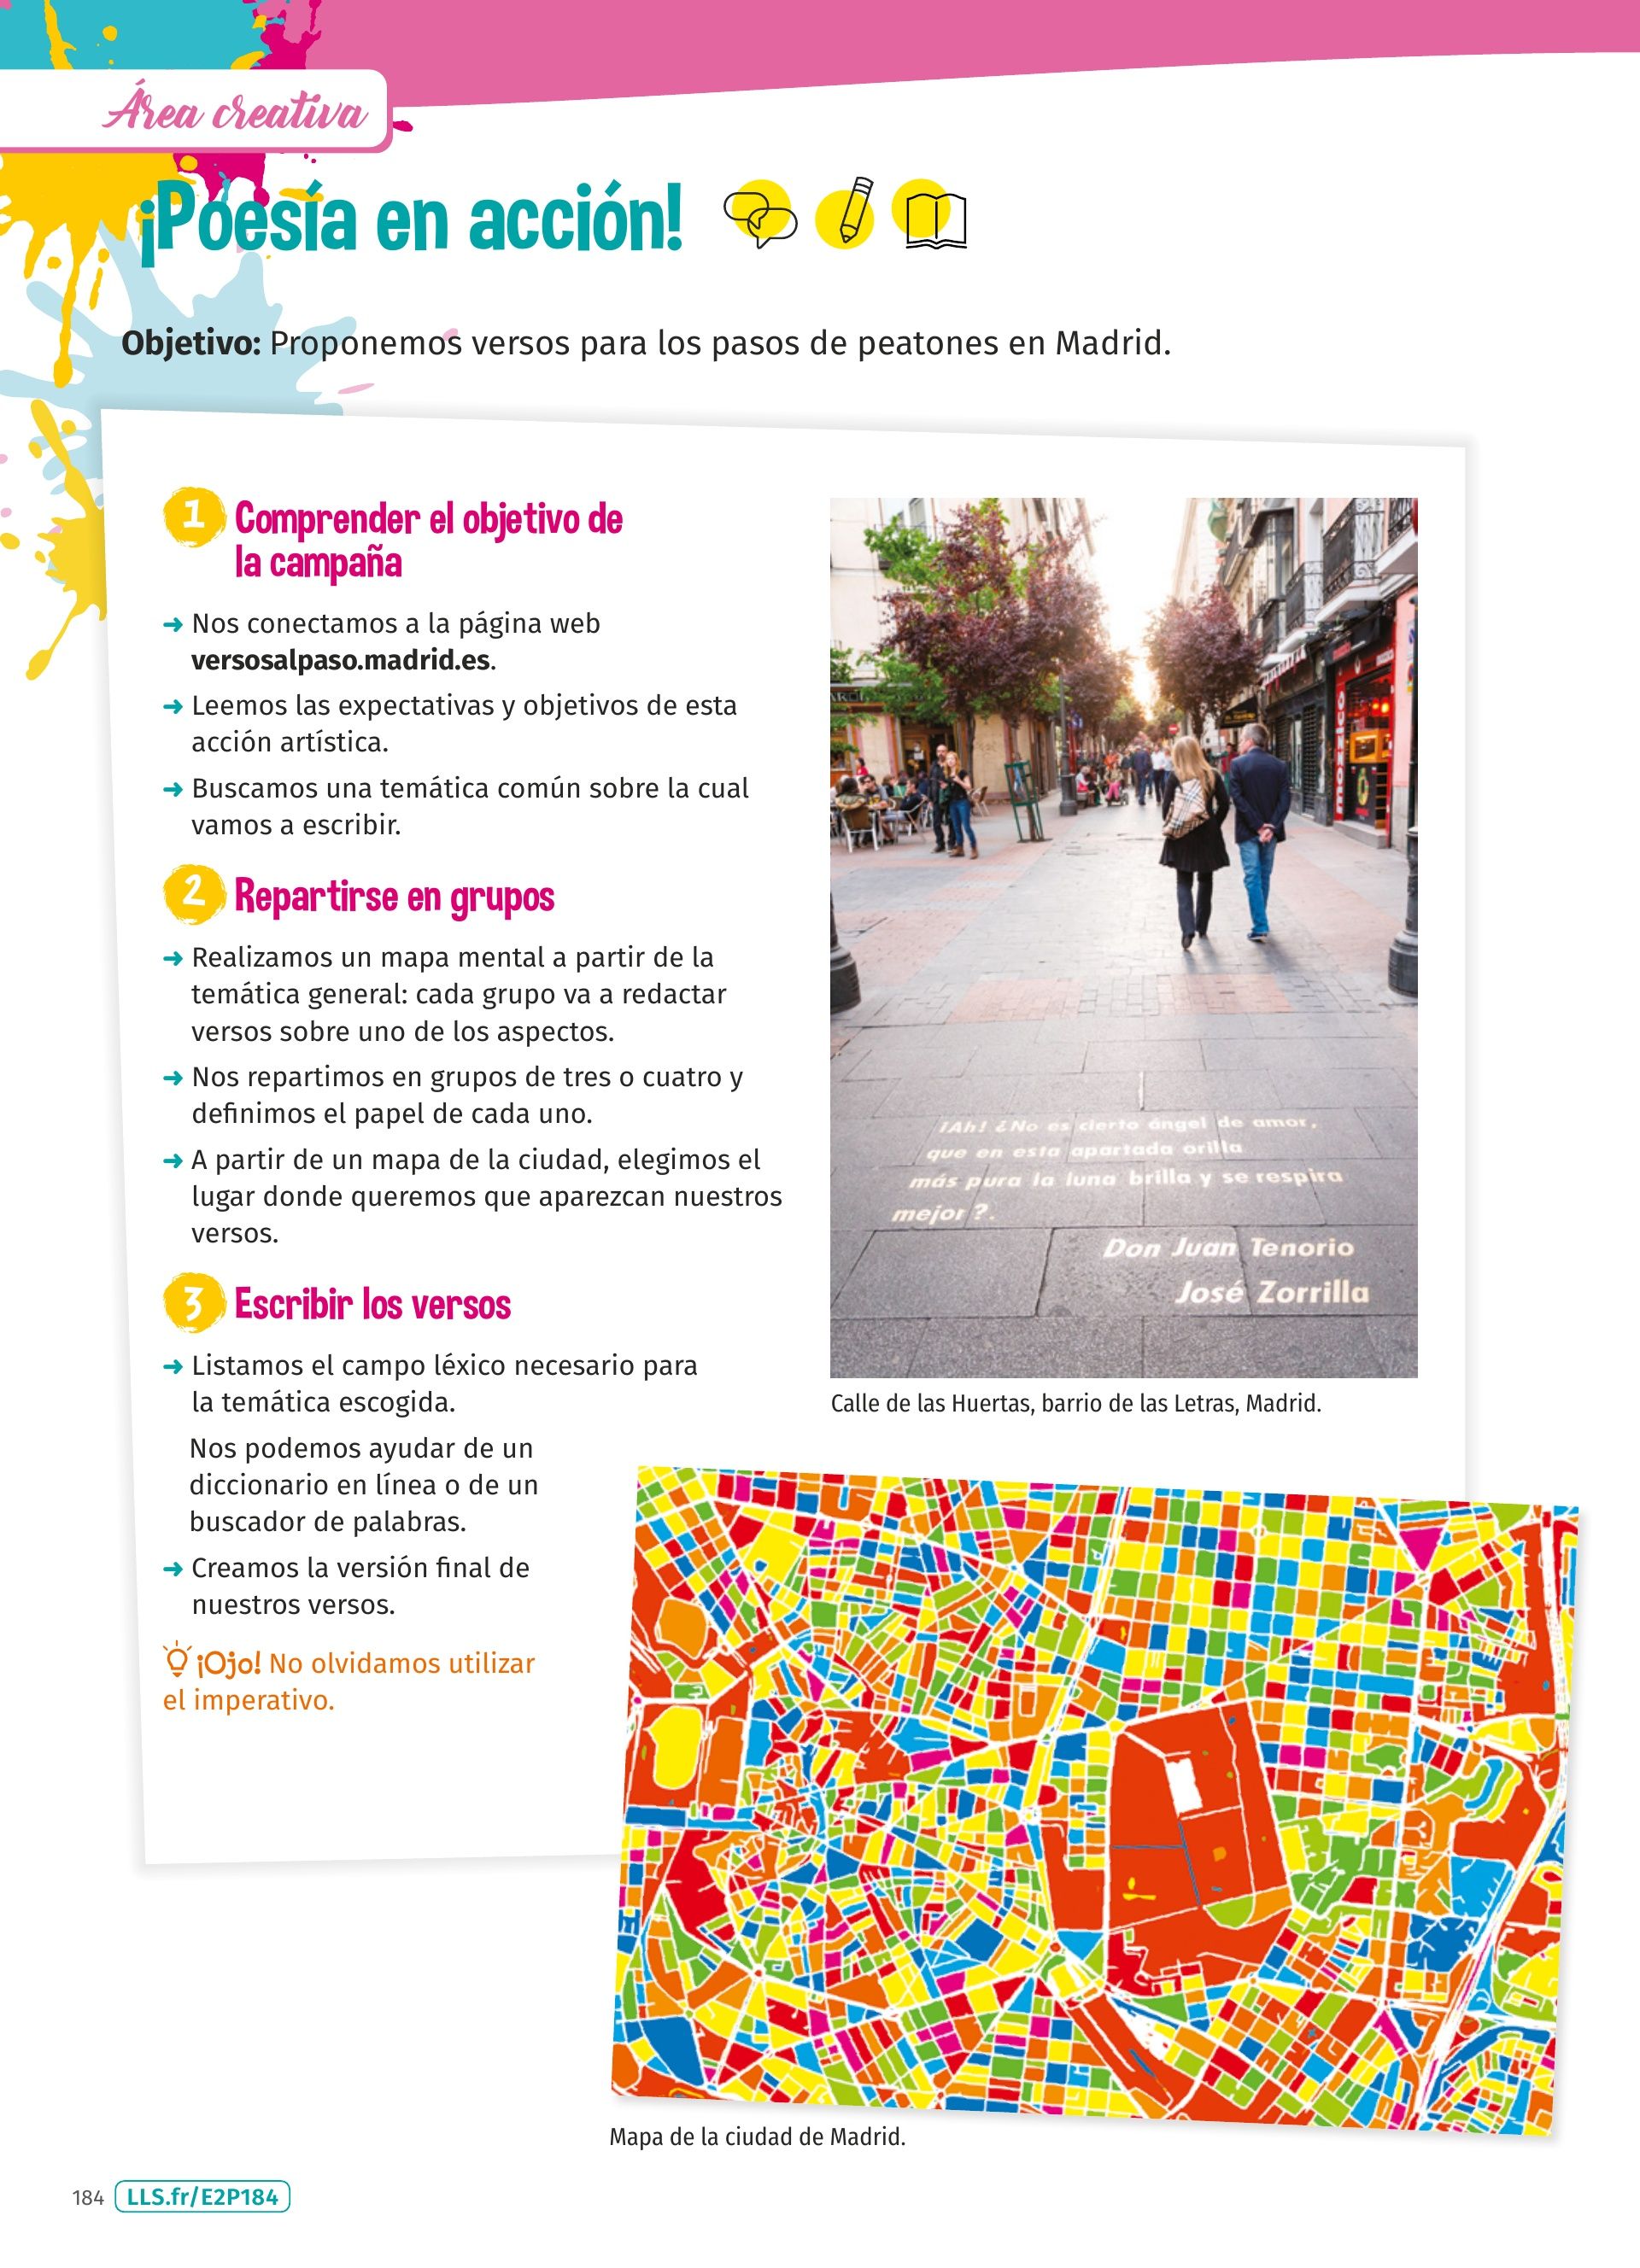 Área creativa
¡Poesía en acción!
Objetivo: Proponemos versos para los pasos de peatones en Madrid.
1 Comprender el objetivo de
la campaña
➜ Nos conectamos a la página web
versosalpaso.madrid.es.
➜ Leemos las expectativas y objetivos de esta
acción artística.
➜ Buscamos una temática común sobre la cual
vamos a escribir.
2 Repartirse en grupos
➜ Realizamos un mapa mental a partir de la
temática general: cada grupo va a redactar
versos sobre uno de los aspectos.
➜ Nos repartimos en grupos de tres o cuatro y
definimos el papel de cada uno.
➜ A partir de un mapa de la ciudad, elegimos el
lugar donde queremos que aparezcan nuestros
versos.
3 Escribir los versos
➜ Listamos el campo léxico necesario para
la temática escogida.
Nos podemos ayudar de un
diccionario en línea o de un
buscador de palabras.
➜ Creamos la versión final de
nuestros versos.
¡Ojo! No olvidamos utilizar
el imperativo.
¡Ah! ¿No es cierto ángel de amor,
que en esta apartada orilla
más pura la luna brilla y se respira
mejor?.
Don Juan Tenorio
José Zorrilla
Calle de las Huertas, barrio de las Letras, Madrid.
Mapa de la ciudad de Madrid.
184 LLS.fr/E2P184